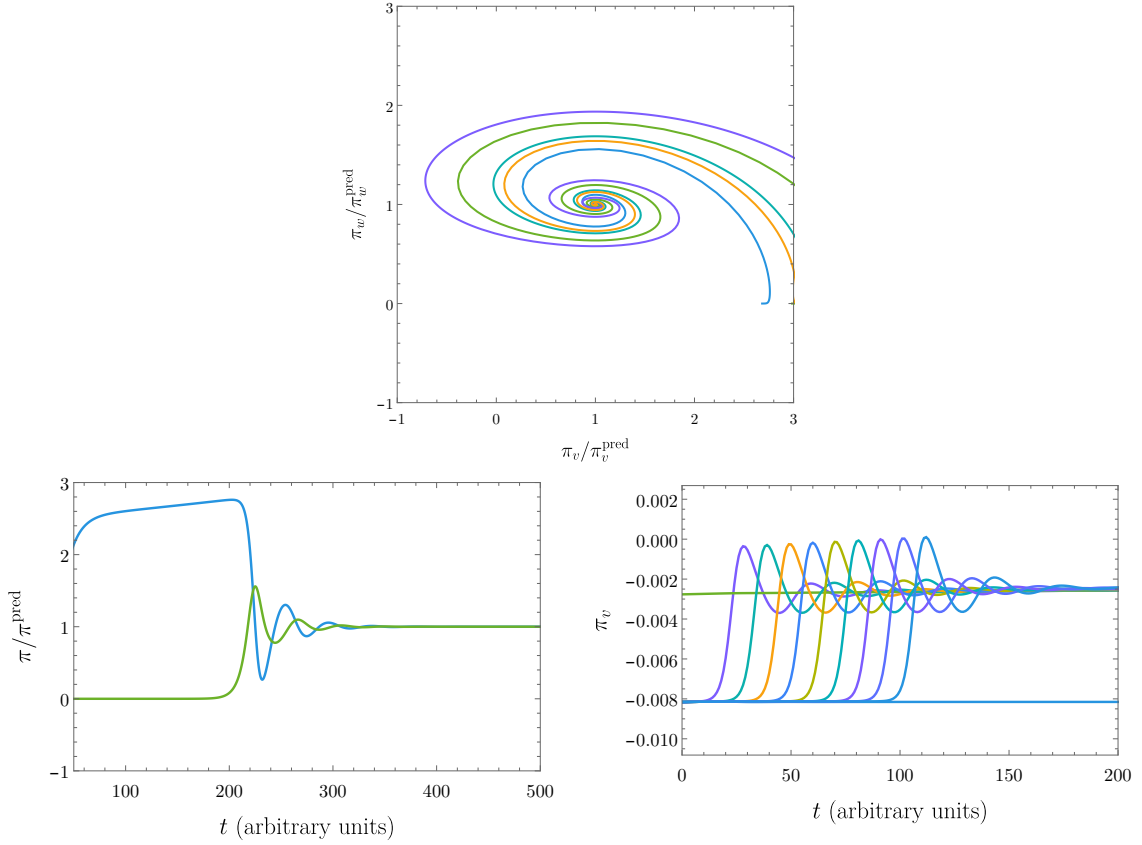 3
2
1
0
−1
π_w/π_w^pred
−1 0 1 2 3
π_v/π_v^pred
3
2
1
0
−1
π/π^pred
100 200 300 400 500
t (arbitrary units)
0.002
0.000
−0.002
−0.004
−0.006
−0.008
−0.010
π_v
0 50 100 150 200
t (arbitrary units)